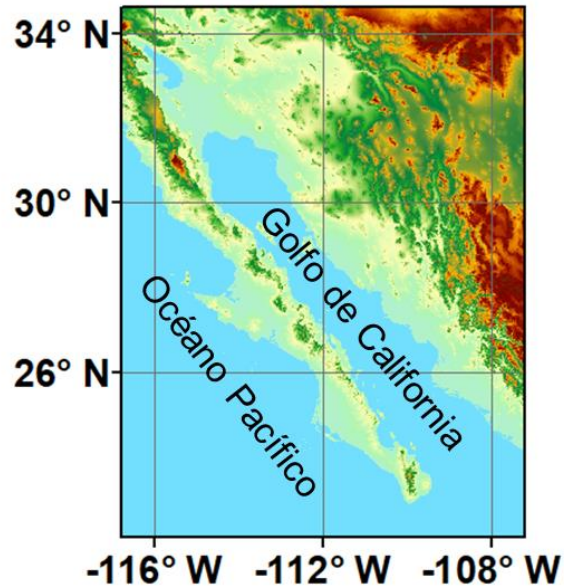 34° N
30° N
26° N
Golfo de California
Océano Pacífico
-116° W -112° W -108° W